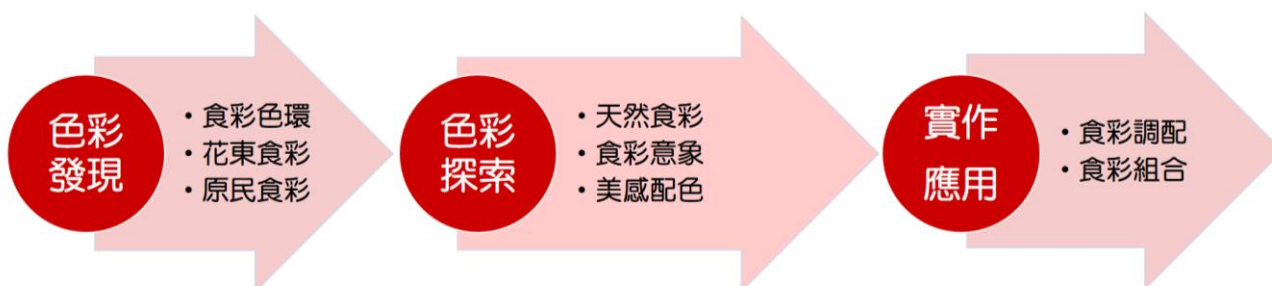 色彩
發現
・食彩色環
・花東食彩
・原民食彩
色彩
探索
・天然食彩
・食彩意象
・美感配色
實作
應用
・食彩調配
・食彩組合